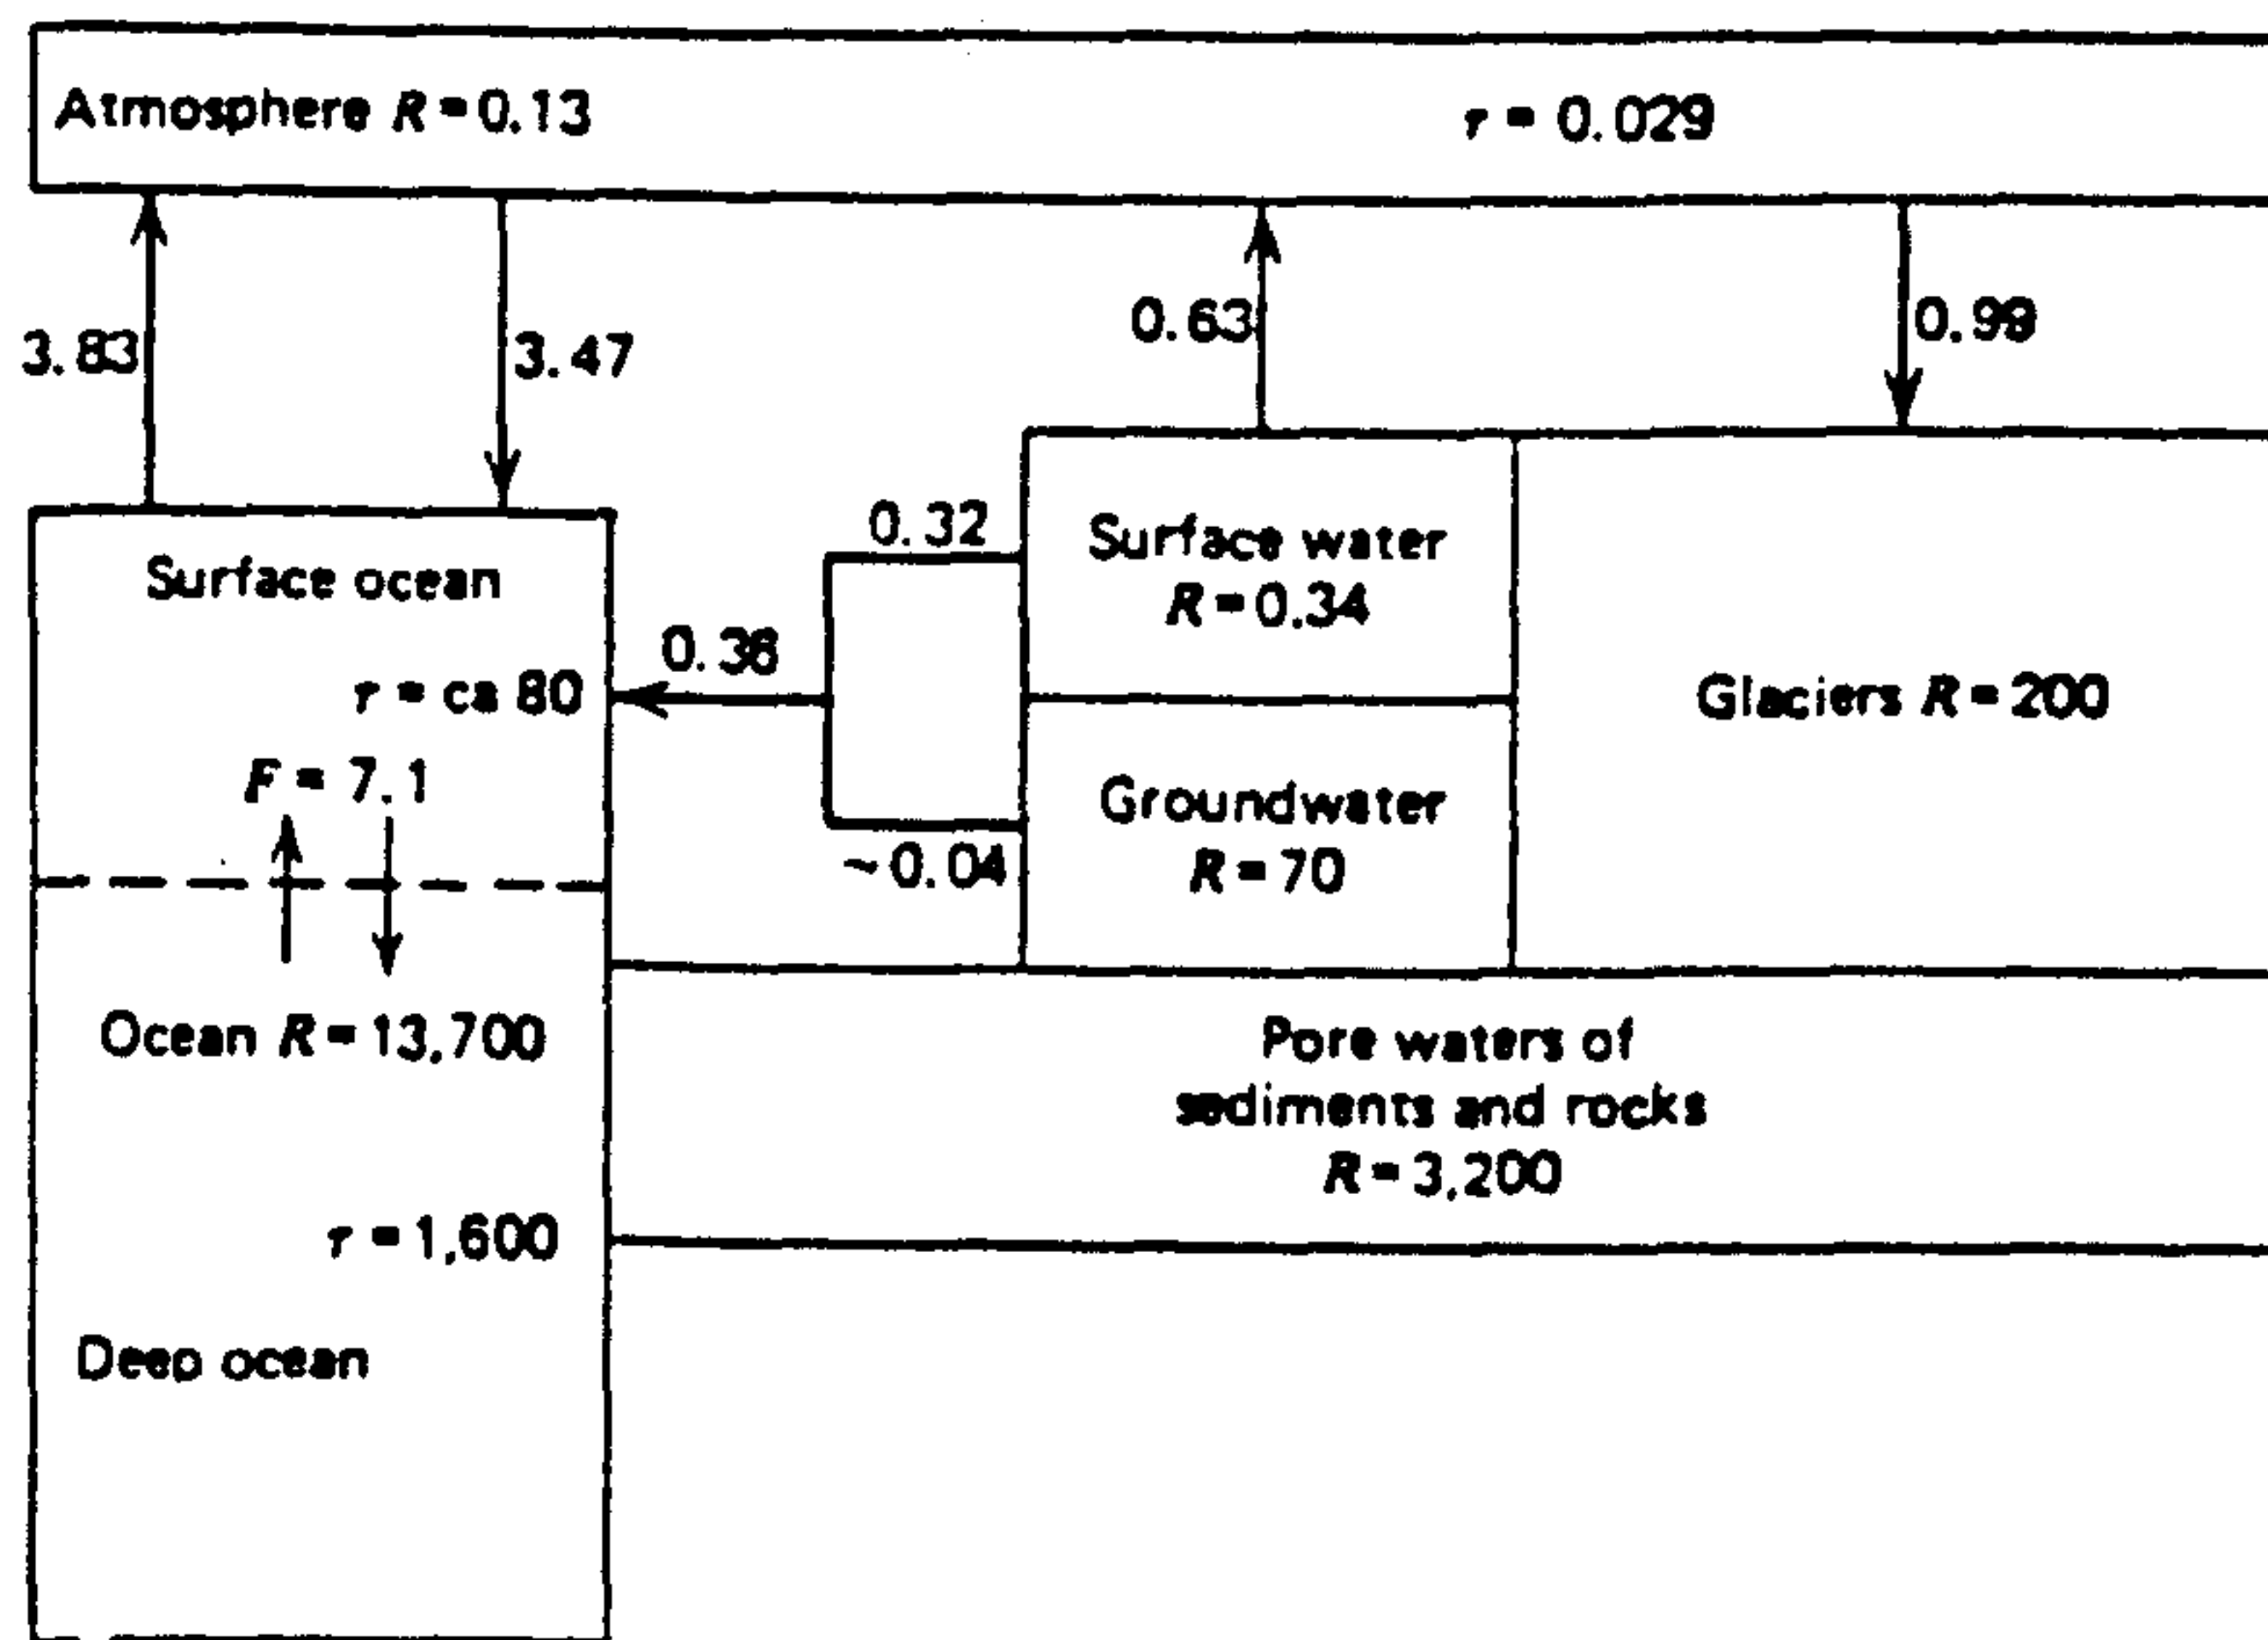 Atmosphere R = 0.13
r = 0.029
3.83
3.47
0.63
0.99
Surface ocean
r = ca 80
F = 7.1
Ocean R = 13,700
r = 1,600
Deep ocean
0.32
0.36
~0.04
Surface water
R = 0.34
Groundwater
R = 70
Glaciers R = 200
Pore waters of
sediments and rocks
R = 3,200